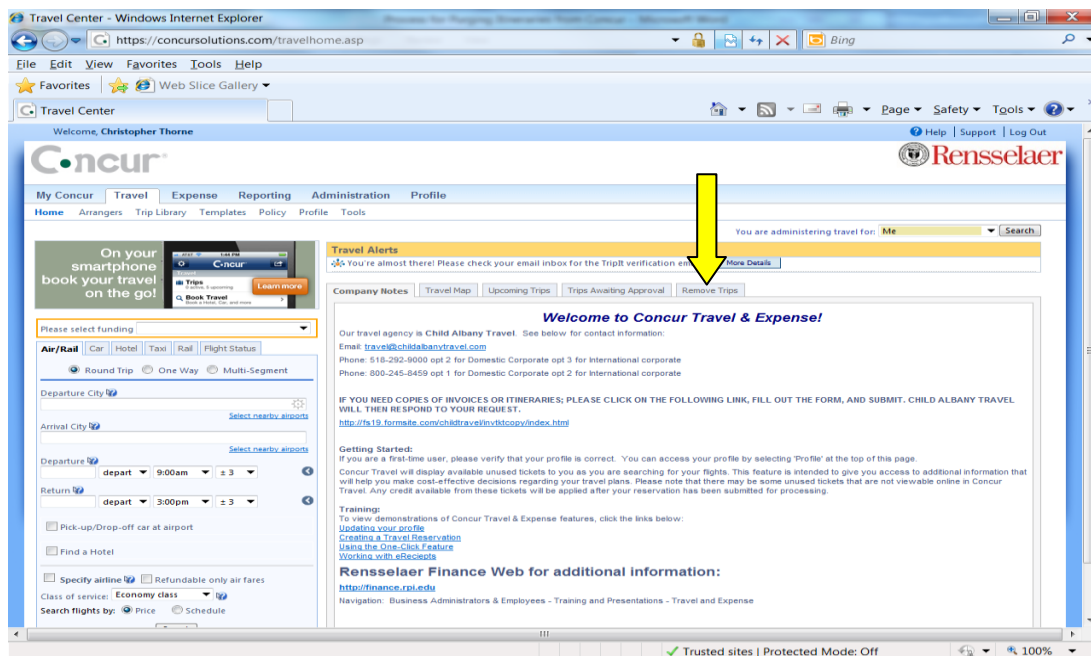 Travel Center - Windows Internet Explorer
https://concursolutions.com/travelhome.asp
Bing
File Edit View Favorites Tools Help
Favorites Web Slice Gallery
Travel Center
Page Safety Tools
Welcome, Christopher Thorne
Help | Support | Log Out
Concur
Rensselaer
My Concur Travel Expense Reporting Administration Profile
Home Arrangers Trip Library Templates Policy Profile Tools
You are administering travel for: Me Search
On your smartphone book your travel on the go!
1:44 PM
Concur
Trips
Book Travel
Learn more
Travel Alerts
You're almost there! Please check your email inbox for the TripIt verification More Details
Company Notes Travel Map Upcoming Trips Trips Awaiting Approval Remove Trips
Please select funding
Air/Rail Car Hotel Taxi Rail Flight Status
Round Trip One Way Multi-Segment
Departure City
Select nearby airports
Arrival City
Select nearby airports
Departure
depart 9:00am ± 3
Return
depart 3:00pm ± 3
Pick-up/Drop-off car at airport
Find a Hotel
Specify airline Refundable only air fares
Class of service: Economy class
Search flights by: Price Schedule
Welcome to Concur Travel & Expense!
Our travel agency is Child Albany Travel. See below for contact information:
Email: travel@childalbanytravel.com
Phone: 518-292-9000 opt 2 for Domestic Corporate opt 3 for International corporate
Phone: 800-245-8459 opt 1 for Domestic Corporate opt 2 for International corporate
IF YOU NEED COPIES OF INVOICES OR ITINERARIES; PLEASE CLICK ON THE FOLLOWING LINK, FILL OUT THE FORM, AND SUBMIT. CHILD ALBANY TRAVEL
WILL THEN RESPOND TO YOUR REQUEST.
http://fs19.formsite.com/childtravel/invtktcopy/index.html
Getting Started:
If you are a first-time user, please verify that your profile is correct. You can access your profile by selecting 'Profile' at the top of this page.
Concur Travel will display available unused tickets to you as you are searching for your flights. This feature is intended to give you access to additional information that
will help you make cost-effective decisions regarding your travel plans. Please note that there may be some unused tickets that are not viewable online in Concur
Travel. Any credit available from these tickets will be applied after your reservation has been submitted for processing.
Training:
To view demonstrations of Concur Travel & Expense features, click the links below:
Updating your profile
Creating a Travel Reservation
Using the One-Click Feature
Working with eReciepts
Rensselaer Finance Web for additional information:
http://finance.rpi.edu
Navigation: Business Administrators & Employees - Training and Presentations - Travel and Expense
Trusted sites | Protected Mode: Off
100%